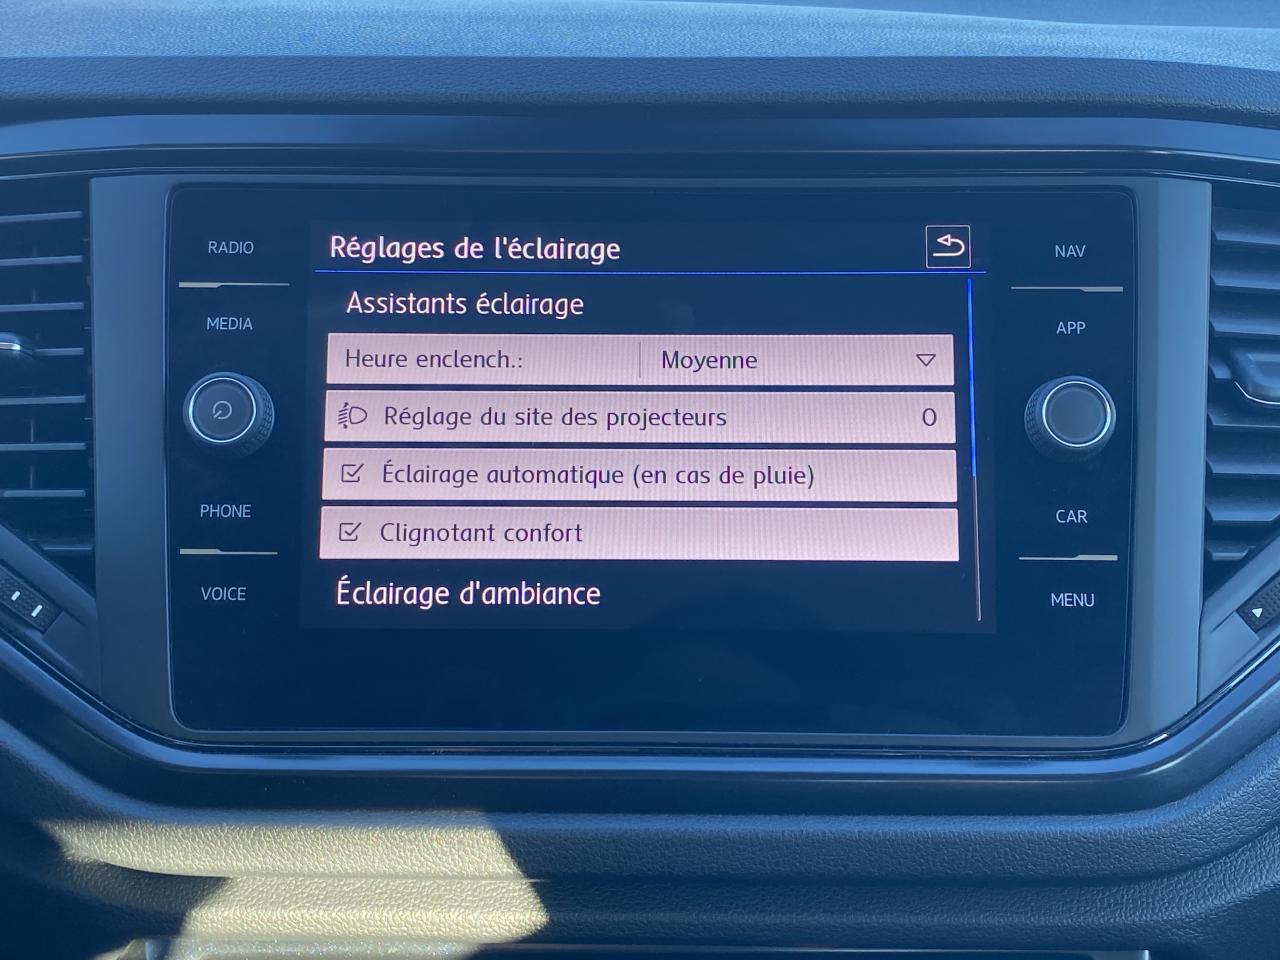 RADIO
MEDIA
PHONE
VOICE
Réglages de l'éclairage
Assistants éclairage
Heure enclench.: Moyenne
Réglage du site des projecteurs 0
Éclairage automatique (en cas de pluie)
Clignotant confort
Éclairage d'ambiance
NAV
APP
CAR
MENU